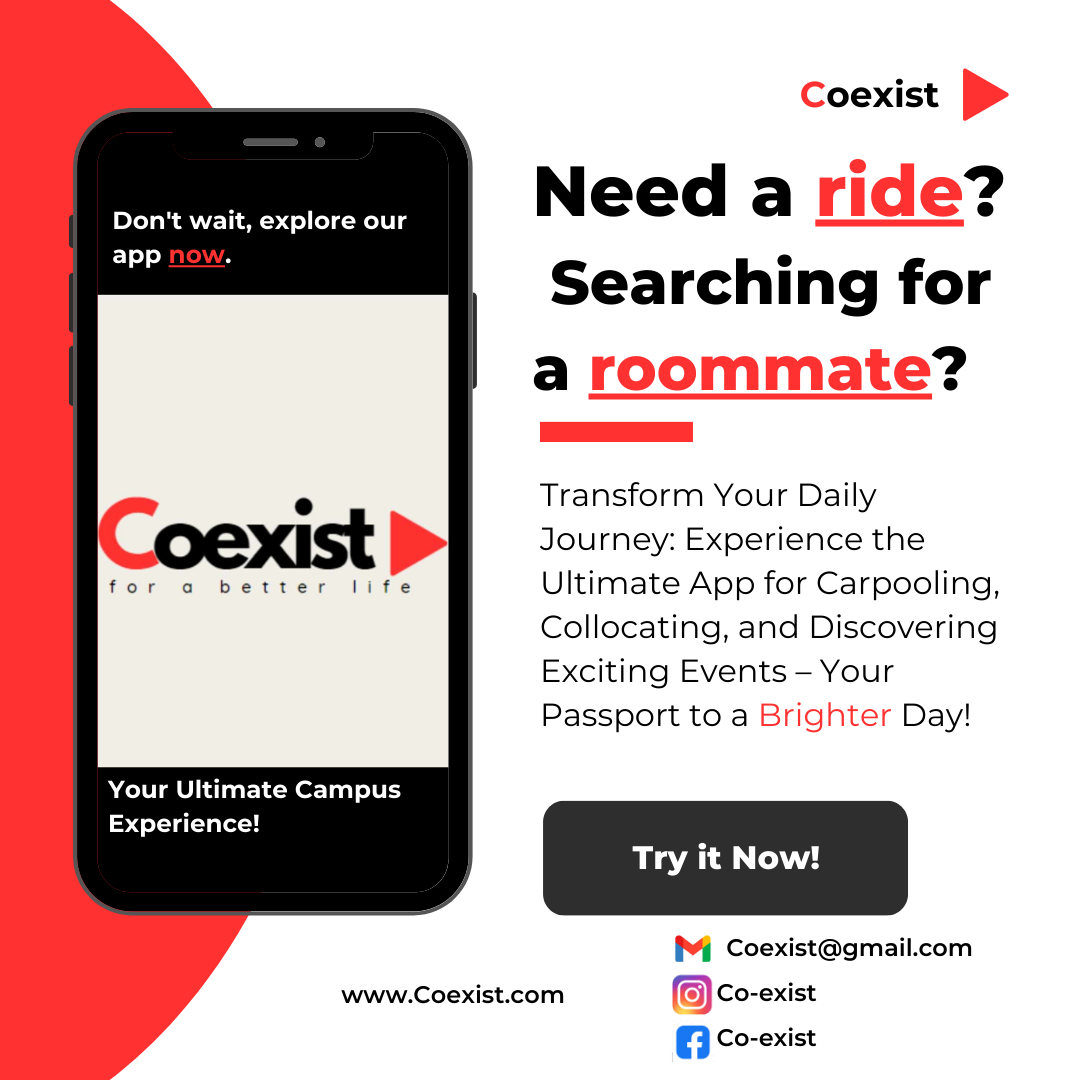 Coexist
Need a ride?
Searching for
a roommate?
Don't wait, explore our
app now.
Coexist
for a better life
Your Ultimate Campus
Experience!
Transform Your Daily
Journey: Experience the
Ultimate App for Carpooling,
Collocating, and Discovering
Exciting Events – Your
Passport to a Brighter Day!
Try it Now!
Coexist@gmail.com
www.Coexist.com
Co-exist
Co-exist